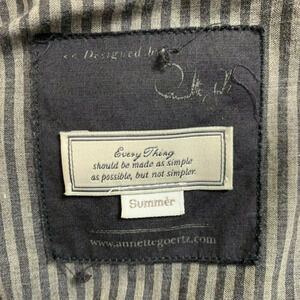 << Designed by
Every Thing
should be made as simple
as possible, but not simpler.
Summer
www.annettegoertz.com